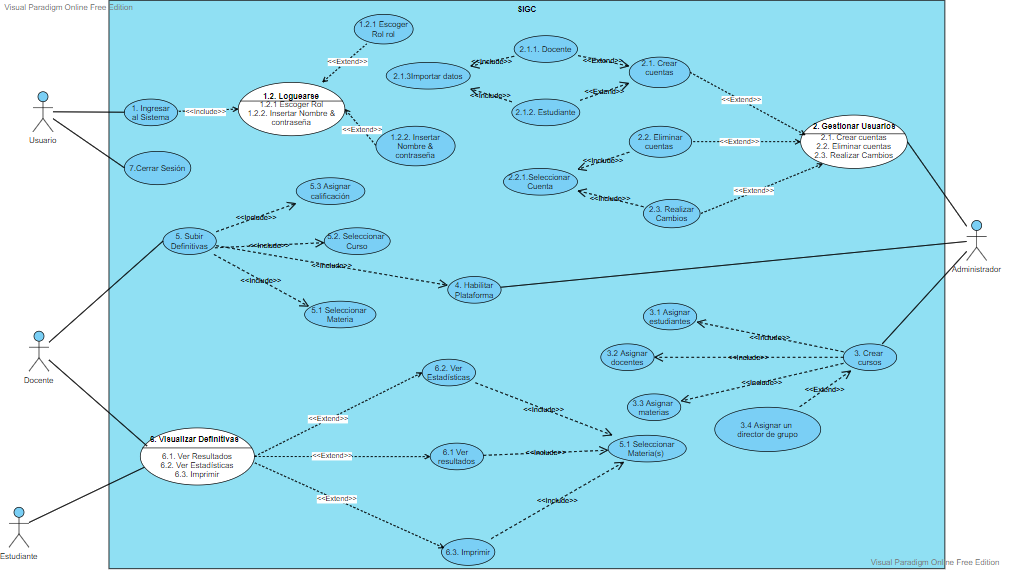 Visual Paradigm Online Free Edition
SIGC
1.2.1 Escoger
Rol rol
<<Extend>>
1.2. Loguearse
1.2.1 Escoger Rol
1.2.2. Insertar Nombre &
contraseña
<<Extend>>
1.2.2. Insertar
Nombre &
contraseña
1. Ingresar
al Sistema
<<Include>>
Usuario
7.Cerrar Sesión
2.1.1. Docente
<<Include>>
<<Extend>>
2.1.3Importar datos
2.1. Crear
cuentas
<<Include>>
<<Extend>>
2.1.2. Estudiante
<<Extend>>
2. Gestionar Usuarios
2.1. Crear cuentas
2.2. Eliminar cuentas
2.3. Realizar Cambios
2.2. Eliminar
cuentas
<<Extend>>
<<Include>>
2.2.1.Seleccionar
Cuenta
<<Include>>
<<Extend>>
2.3. Realizar
Cambios
5.3 Asignar
calificación
<<Include>>
5. Subir
Definitivas
<<Include>>
5.2. Seleccionar
Curso
<<Include>>
<<Include>>
4. Habilitar
Plataforma
Administrador
5.1 Seleccionar
Materia
3.1 Asignar
estudiantes
<<Include>>
3.2 Asignar
docentes
<<Include>>
3. Crear
cursos
<<Include>>
<<Extend>>
3.3 Asignar
materias
3.4 Asignar un
director de grupo
Docente
6.2. Ver
Estadísticas
<<Include>>
<<Extend>>
6. Visualizar Definitivas
6.1. Ver Resultados
6.2. Ver Estadísticas
6.3. Imprimir
<<Extend>>
6.1 Ver
resultados
<<Include>>
5.1 Seleccionar
Materia(s)
<<Extend>>
<<Include>>
6.3. Imprimir
Estudiante
Visual Paradigm Online Free Edition